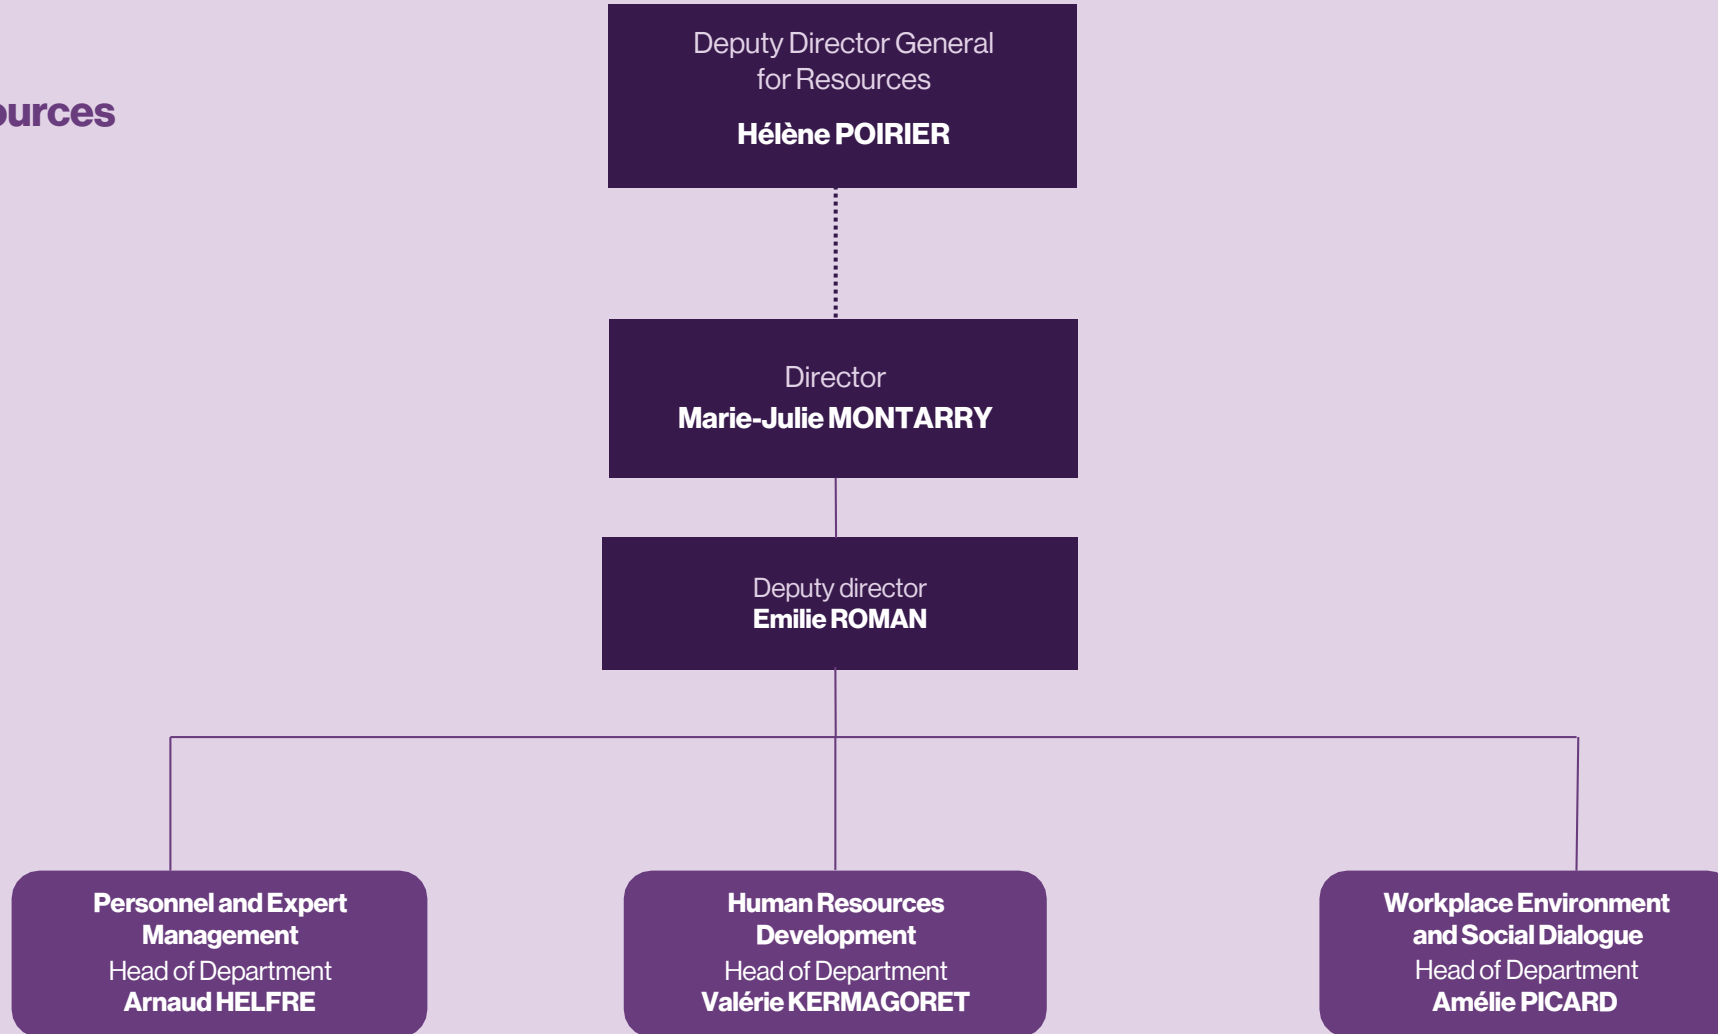 Deputy Director General
for Resources
Hélène POIRIER
ources
Director
Marie-Julie MONTARRY
Deputy director
Emilie ROMAN
Personnel and Expert
Management
Head of Department
Arnaud HELFRE
Human Resources
Development
Head of Department
Valérie KERMAGORET
Workplace Environment
and Social Dialogue
Head of Department
Amélie PICARD